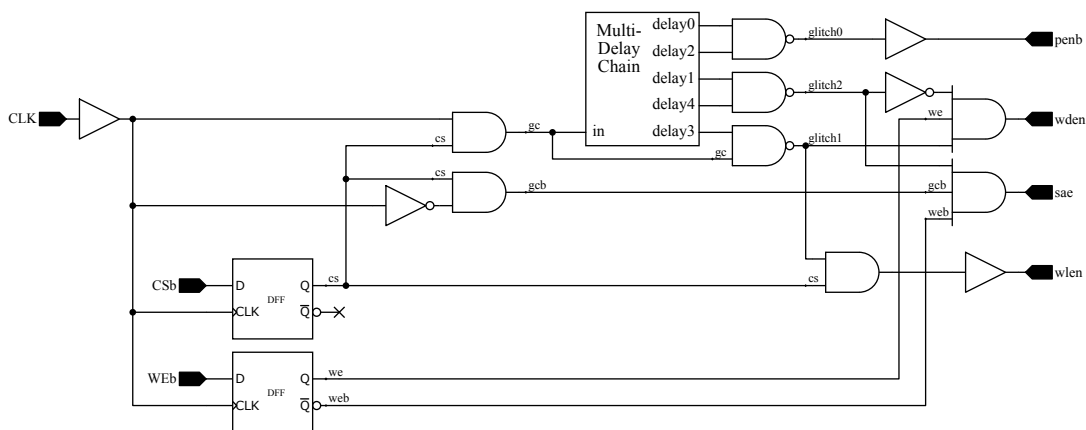 delay0
glitch0
penb
Multi-
Delay
Chain
delay2
delay1
glitch2
delay4
we
wden
CLK
gc
in
delay3
glitch1
cs
gc
cs
gcb
gcb
sae
web
CSb
D
Q
cs
cs
wlen
DFF
CLK
Q
WEb
D
Q
we
DFF
CLK
Q
web